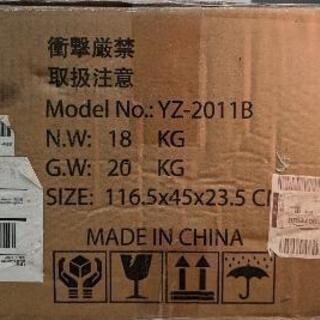 衝撃厳禁
取扱注意
Model No.: YZ-2011B
N.W: 18 KG
G.W: 20 KG
SIZE: 116.5x45x23.5 C
MADE IN CHINA